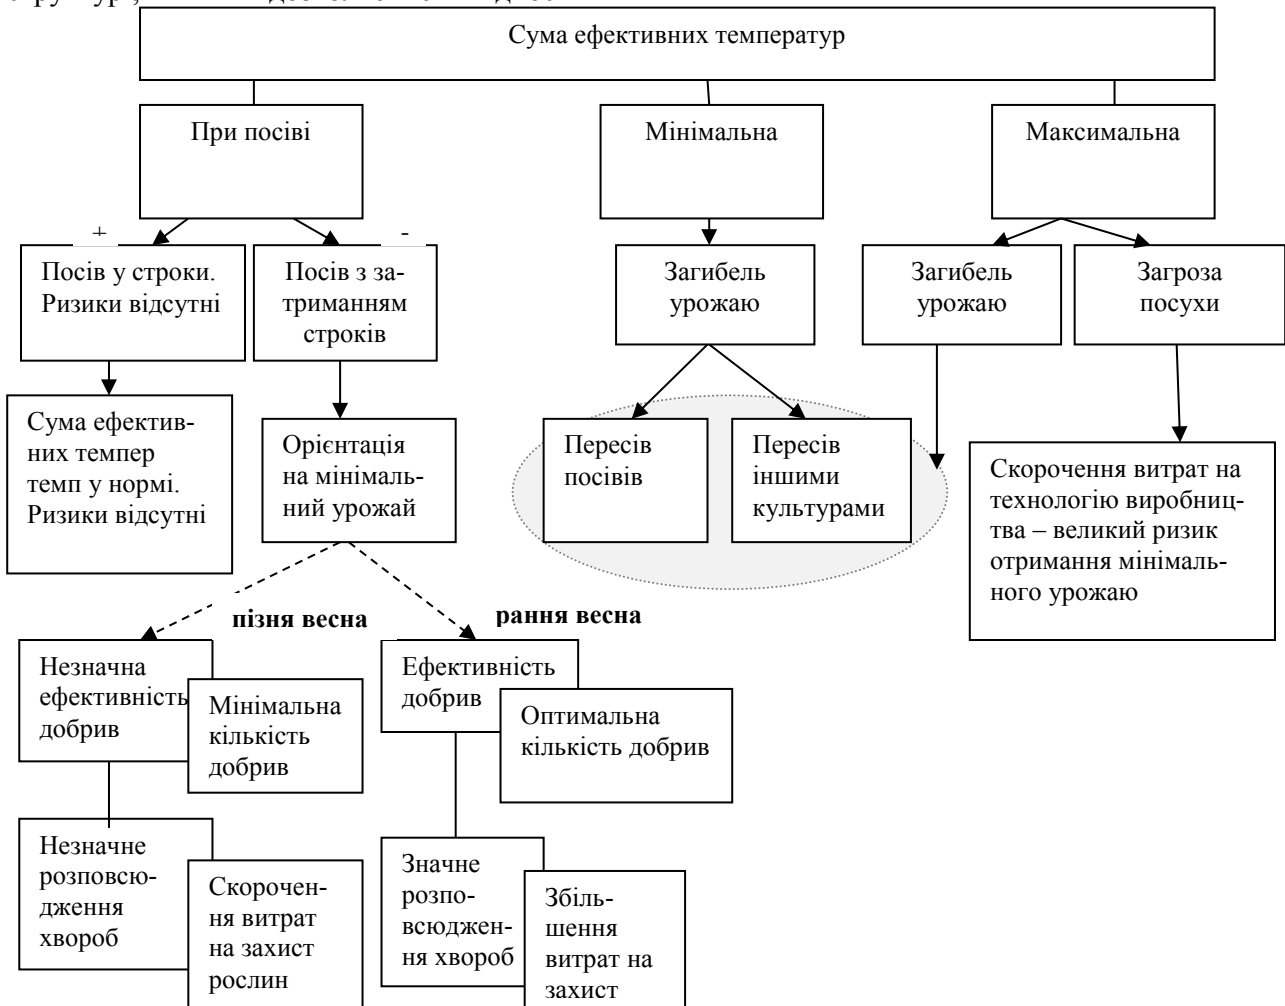 Сума ефективних температур
При посіві
Мінімальна
Максимальна
+
-
Посів у строки.
Ризики відсутні
Посів з за-
триманням
строків
Загибель
урожаю
Загибель
урожаю
Загроза
посухи
Сума ефектив-
них темпер
темп у нормі.
Ризики відсутні
Орієнтація
на мінімаль-
ний урожай
Пересів
посівів
Пересів
іншими
культурами
Скорочення витрат на
технологію виробниц-
тва – великий ризик
отримання мінімаль-
ного урожаю
пізня весна
рання весна
Незначна
ефективність
добрив
Мінімальна
кількість
добрив
Ефективність
добрив
Оптимальна
кількість добрив
Незначне
розповсю-
дження
хвороб
Скорочен-
ня витрат
на захист
рослин
Значне
розпо-
всюджен-
ня хвороб
Збіль-
шення
витрат на
захист